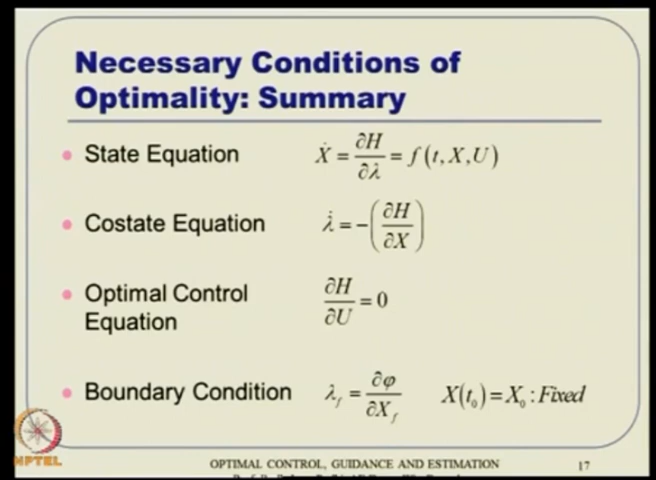 Necessary Conditions of
Optimality: Summary
• State Equation Ẋ = ∂H/∂λ = f(t, X, U)
• Costate Equation λ̇ = −(∂H/∂X)
• Optimal Control
Equation ∂H/∂U = 0
• Boundary Condition λ_f = ∂φ/∂X_f X(t₀) = X₀ : Fixed
NPTEL
OPTIMAL CONTROL, GUIDANCE AND ESTIMATION 17